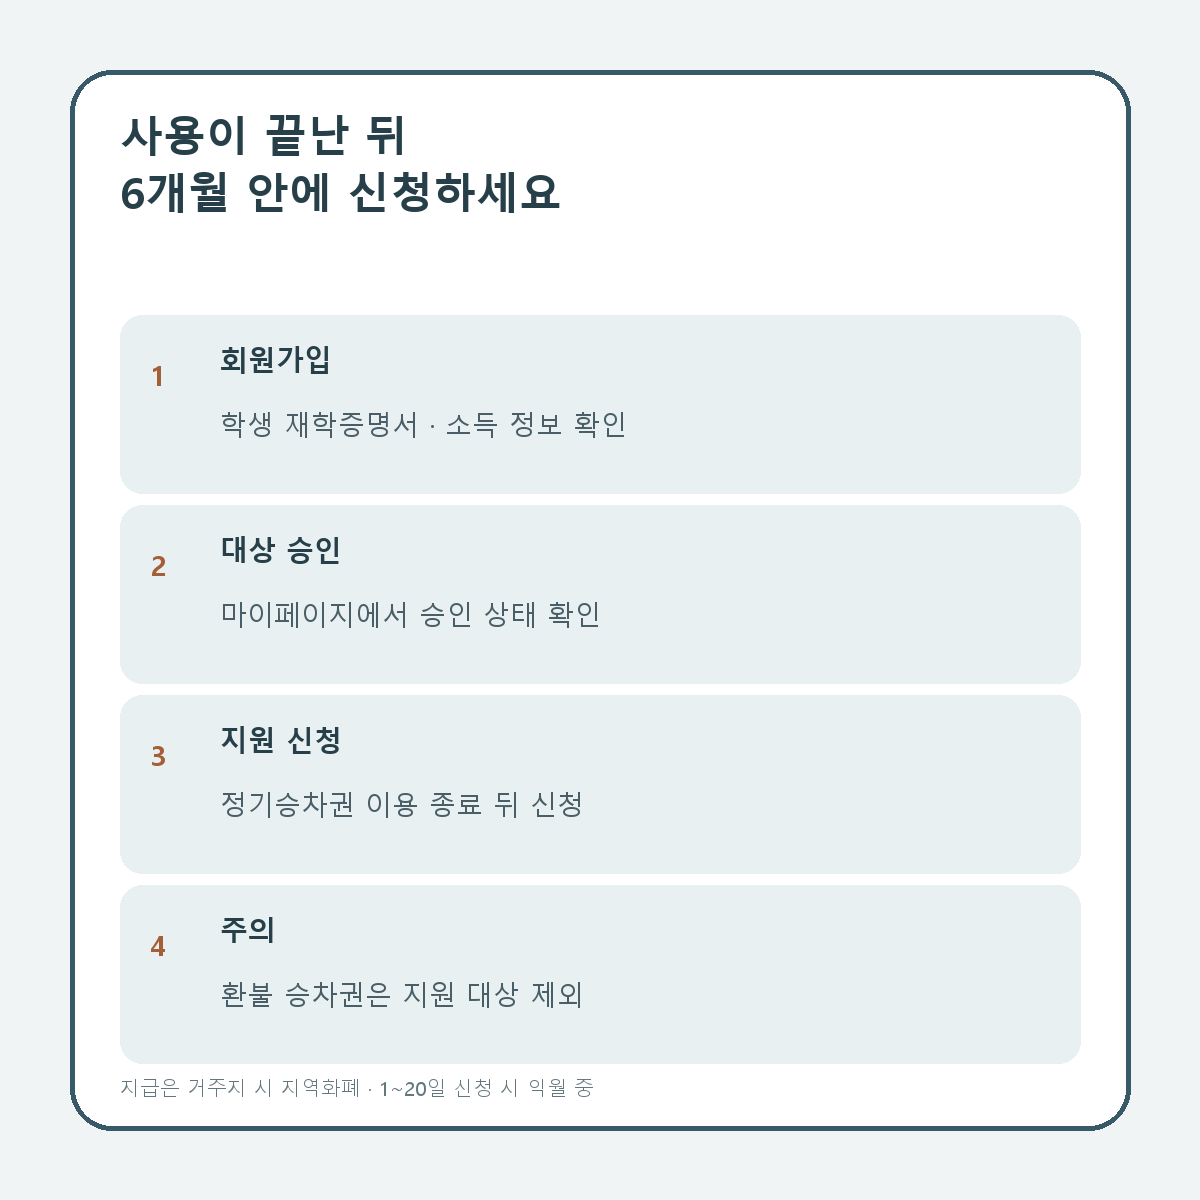 사용이 끝난 뒤
6개월 안에 신청하세요
1
회원가입
학생 재학증명서 · 소득 정보 확인
2
대상 승인
마이페이지에서 승인 상태 확인
3
지원 신청
정기승차권 이용 종료 뒤 신청
4
주의
환불 승차권은 지원 대상 제외
지급은 거주지 시 지역화폐 · 1~20일 신청 시 익월 중